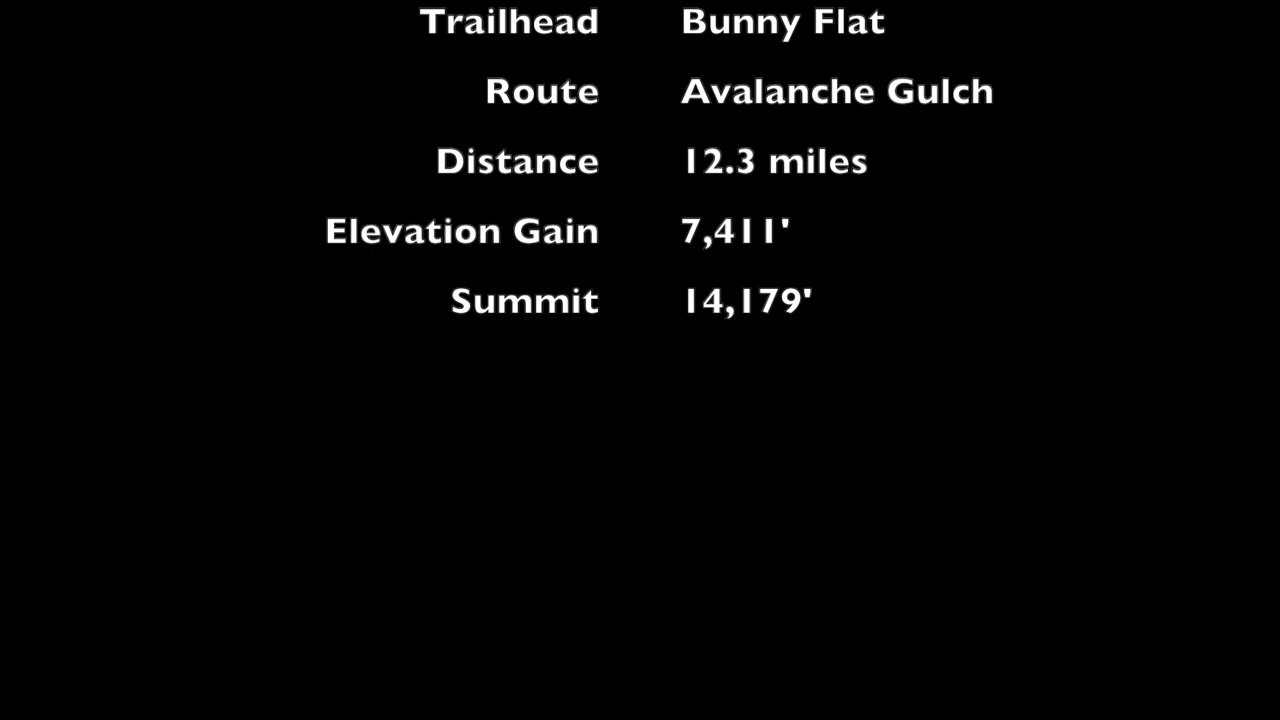 Trailhead Bunny Flat
Route Avalanche Gulch
Distance 12.3 miles
Elevation Gain 7,411'
Summit 14,179'